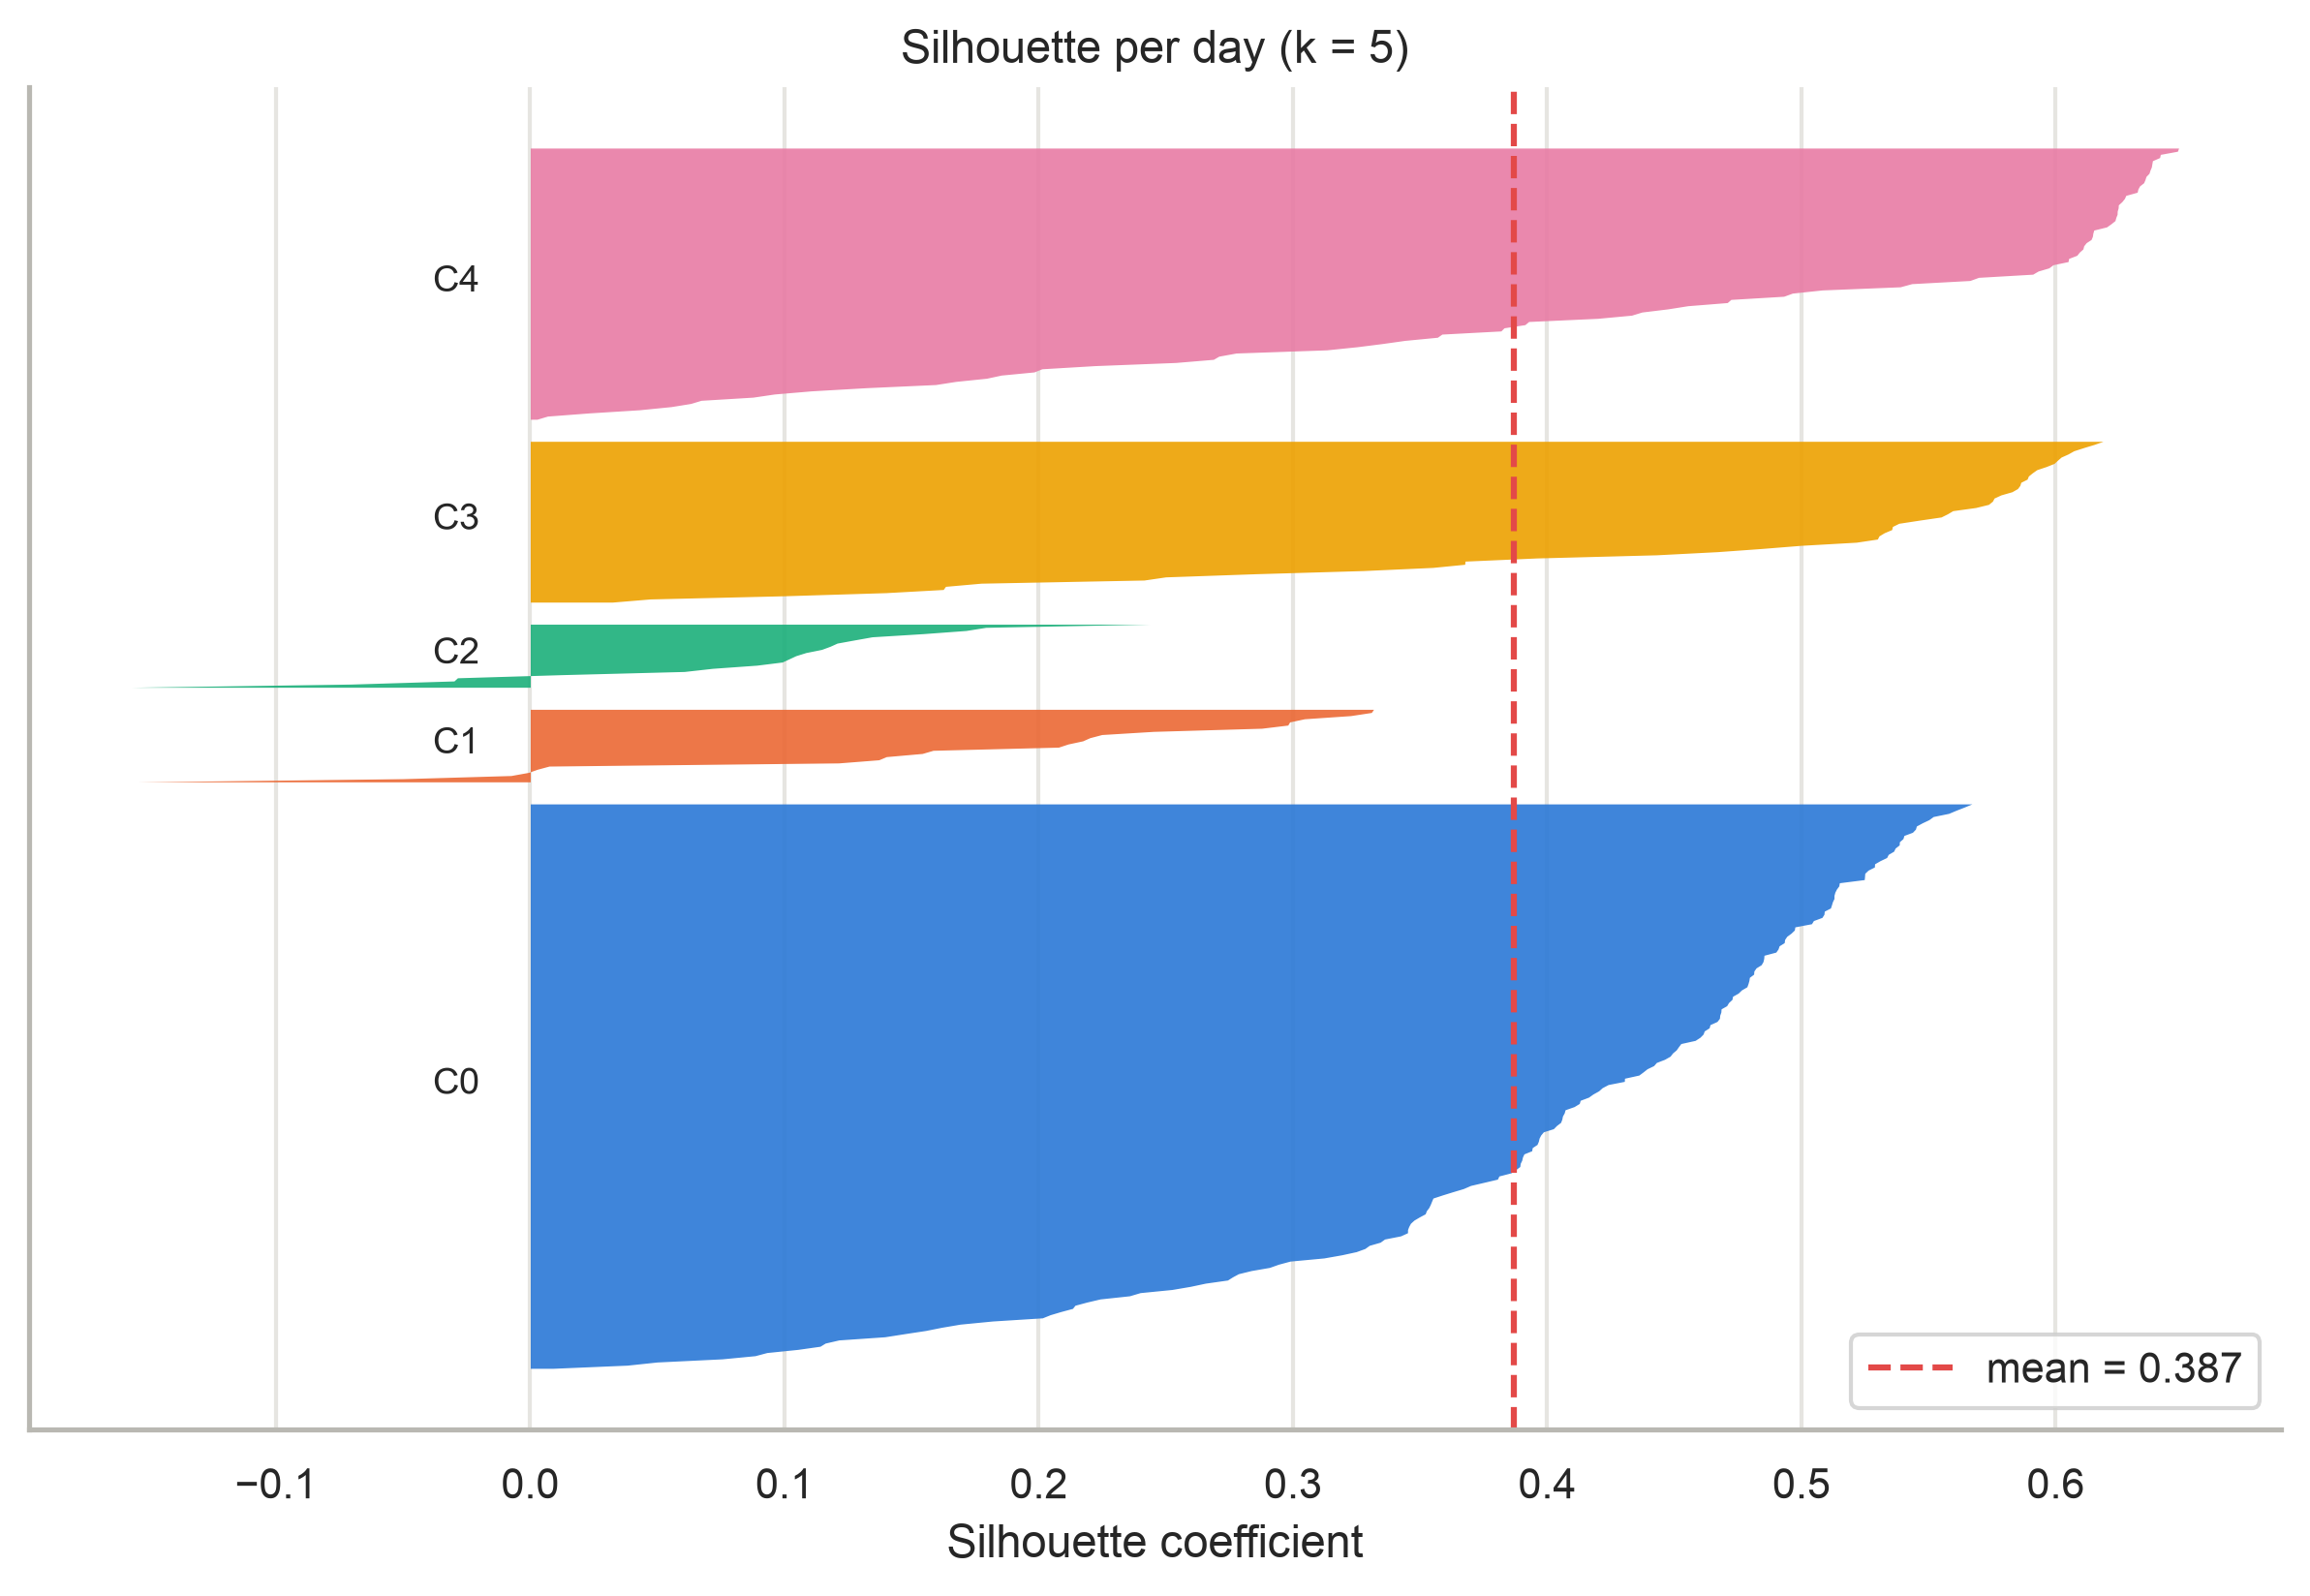 Silhouette per day (k = 5)
C4
C3
C2
C1
C0
mean = 0.387
−0.1 0.0 0.1 0.2 0.3 0.4 0.5 0.6
Silhouette coefficient